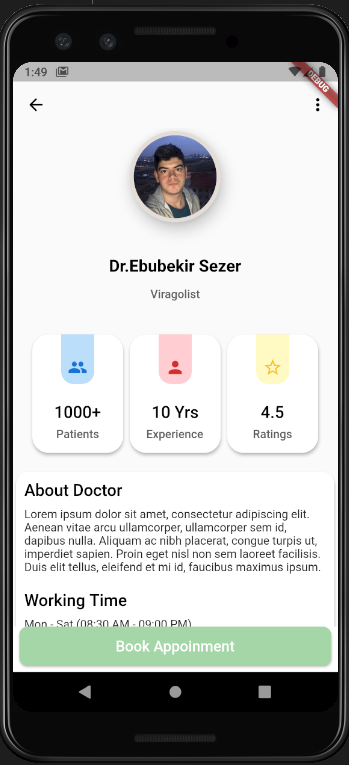 1:49
DEBUG
Dr.Ebubekir Sezer
Viragolist
1000+ 10 Yrs 4.5
Patients Experience Ratings
About Doctor
Lorem ipsum dolor sit amet, consectetur adipiscing elit.
Aenean vitae arcu ullamcorper, ullamcorper sem id,
dapibus nulla. Aliquam ac nibh placerat, congue turpis ut,
imperdiet sapien. Proin eget nisl non sem laoreet facilisis.
Duis elit tellus, eleifend et mi id, faucibus maximus ipsum.
Working Time
Mon - Sat (08:30 AM - 09:00 PM)
Book Appoinment